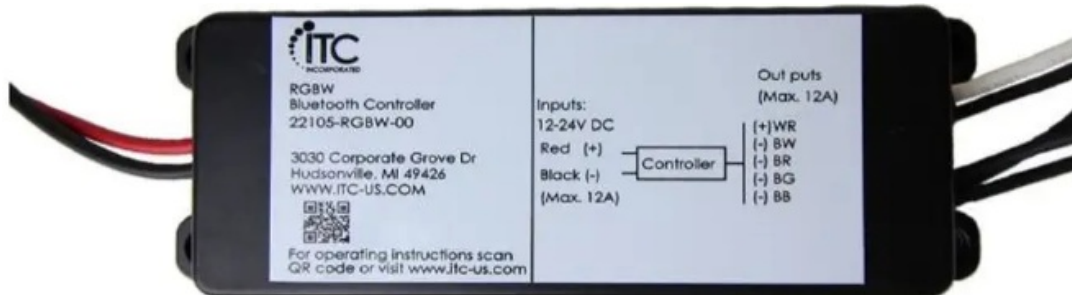 ITC
INCORPORATED
RGBW
Bluetooth Controller
22105-RGBW-00
3030 Corporate Grove Dr
Hudsonville, MI 49426
WWW.ITC-US.COM
For operating instructions scan
QR code or visit www.itc-us.com
Inputs:
12-24V DC
Red (+)
Black (-)
(Max. 12A)
Controller
Out puts
(Max. 12A)
(+)WR
(-) BW
(-) BR
(-) BG
(-) BB